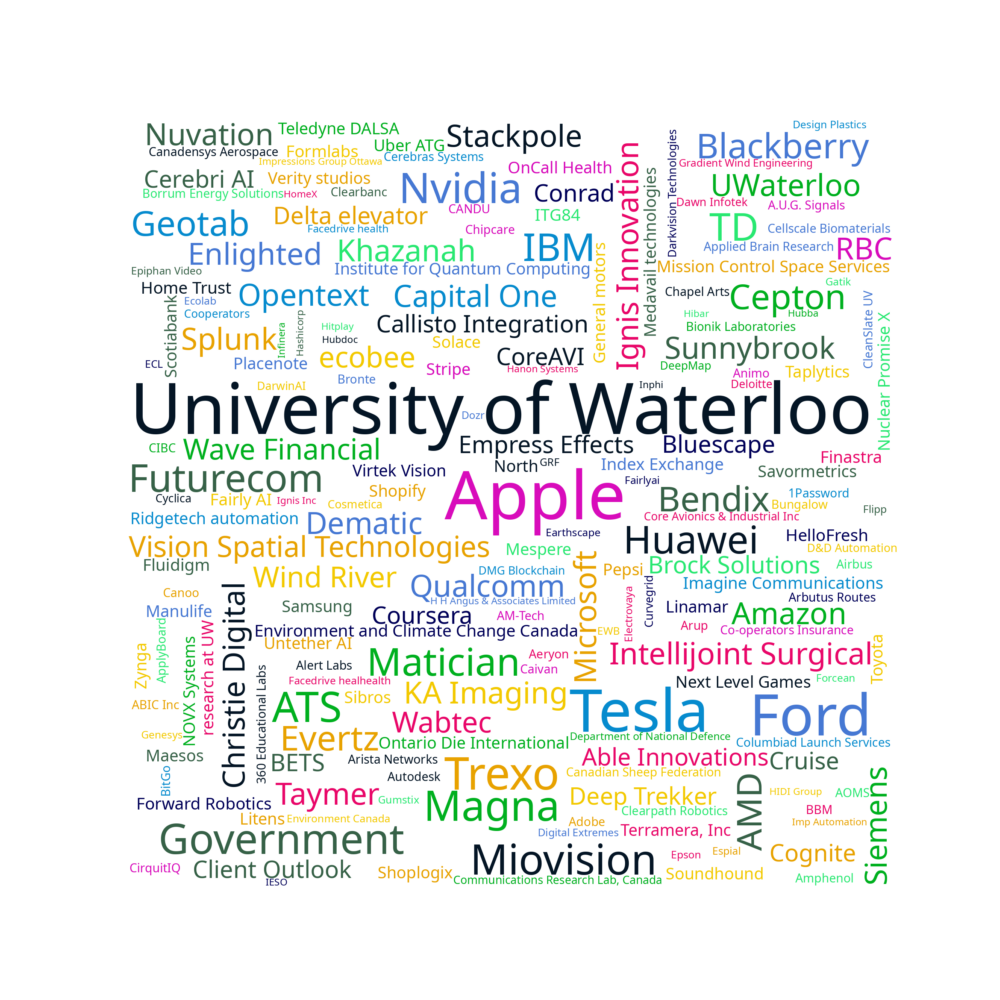 Design Plastics
Nuvation
Teledyne DALSA
Stackpole
Blackberry
Uber ATG
Canadensys Aerospace
Formlabs
Cerebras Systems
Impressions Group Ottawa
Gradient Wind Engineering
OnCall Health
Cerebri AI
Verity studios
Nvidia
Conrad
UWaterloo
Borrum Energy Solutions
HomeX
Clearbanc
Dawn Infotek
A.U.G. Signals
Ignis Innovation
Medavail technologies
Darkvision Technologies
Geotab
Delta elevator
CANDU
ITG84
TD
Facedrive health
Chipcare
Cellscale Biomaterials
Enlighted
Khazanah
IBM
Applied Brain Research
RBC
Epiphan Video
Institute for Quantum Computing
General motors
Mission Control Space Services
Home Trust
Opentext
Capital One
Chapel Arts
Cepton
Gatik
Scotiabank
Ecolab
Cooperators
Callisto Integration
Hibar
Hubba
CleanSlate UV
Nuclear Promise X
Splunk
Infinera
Hashicorp
Hitplay
Hubdoc
Solace
Bionik Laboratories
ecobee
CoreAVI
Sunnybrook
ECL
Placenote
Stripe
Hanon Systems
DeepMap
Animo
Taplytics
DarwinAI
Bronte
Inphi
Deloitte
University of Waterloo
Dozr
CIBC
Wave Financial
Empress Effects
Bluescape
Finastra
Futurecom
Virtek Vision
North
GRF
Index Exchange
Savormetrics
Apple
Fairlyai
Cyclica
Fairly AI
Ignis Inc
Shopify
Cosmetica
Bendix
1Password
Bungalow
Flipp
Ridgetech automation
Dematic
Core Avionics & Industrial Inc
Earthscape
Huawei
HelloFresh
Vision Spatial Technologies
Mespere
D&D Automation
Fluidigm
Wind River
DMG Blockchain
Microsoft
Pepsi
Brock Solutions
Airbus
Canoo
Qualcomm
Imagine Communications
Manulife
Samsung
H H Angus & Associates Limited
Electrovaya
Curvegrid
Linamar
Arbutus Routes
Christie Digital
Coursera
AM-Tech
Amazon
ApplyBoard
Environment and Climate Change Canada
EWB
Arup
Co-operators Insurance
Zynga
NOVX Systems
research at UW
Untether AI
Aeryon
Intellijoint Surgical
Toyota
Alert Labs
Matician
Caivan
360 Educational Labs
Facedrive healhealth
Next Level Games
Forcean
ABIC Inc
ATS
Sibros
KA Imaging
Tesla
Ford
Genesys
Evertz
Wabtec
Department of National Defence
Ontario Die International
Columbiad Launch Services
Maesos
BETS
Arista Networks
Able Innovations
Cruise
BitGo
Autodesk
Trexo
Canadian Sheep Federation
AMD
Siemens
Forward Robotics
Taymer
Gumstix
Magna
Deep Trekker
HIDI Group
AOMS
Clearpath Robotics
BBM
Litens
Environment Canada
Adobe
Imp Automation
Government
Digital Extremes
Terramera, Inc
CirquitIQ
Client Outlook
Miovision
Epson
Espial
Cognite
IESO
Shoplogix
Communications Research Lab, Canada
Soundhound
Amphenol